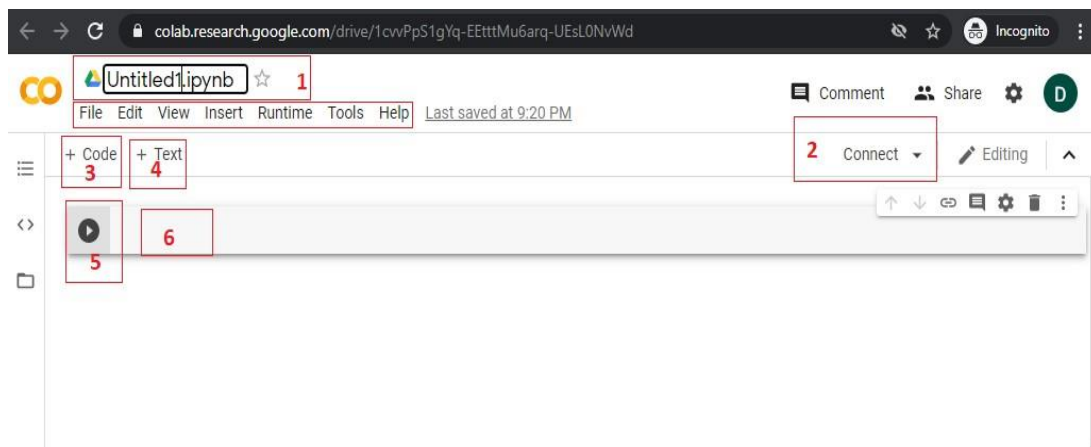 colab.research.google.com/drive/1cvvPpS1gYq-EEtttMu6arq-UEsL0NvWd Incognito
Untitled1.ipynb 1
Comment Share D
File Edit View Insert Runtime Tools Help Last saved at 9:20 PM
+ Code + Text 2 Connect Editing
3 4
6
5